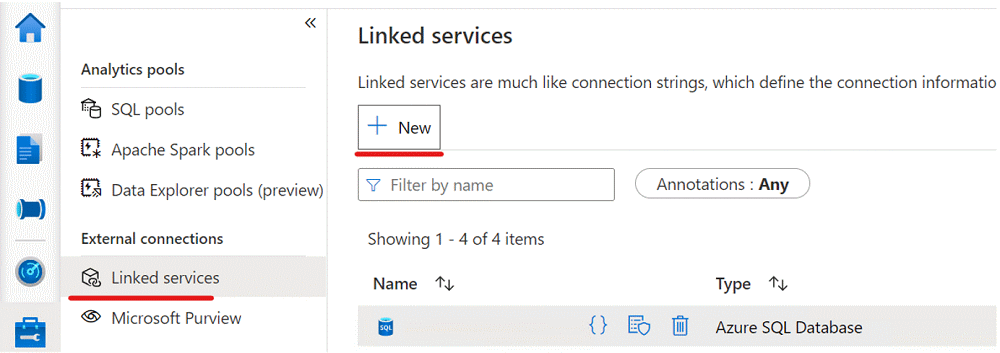 «
Analytics pools
SQL pools
Apache Spark pools
Data Explorer pools (preview)
External connections
Linked services
Microsoft Purview
Linked services
Linked services are much like connection strings, which define the connection informatio
+ New
Filter by name
Annotations : Any
Showing 1 - 4 of 4 items
Name ↑↓ Type ↑↓
SQL {} Azure SQL Database